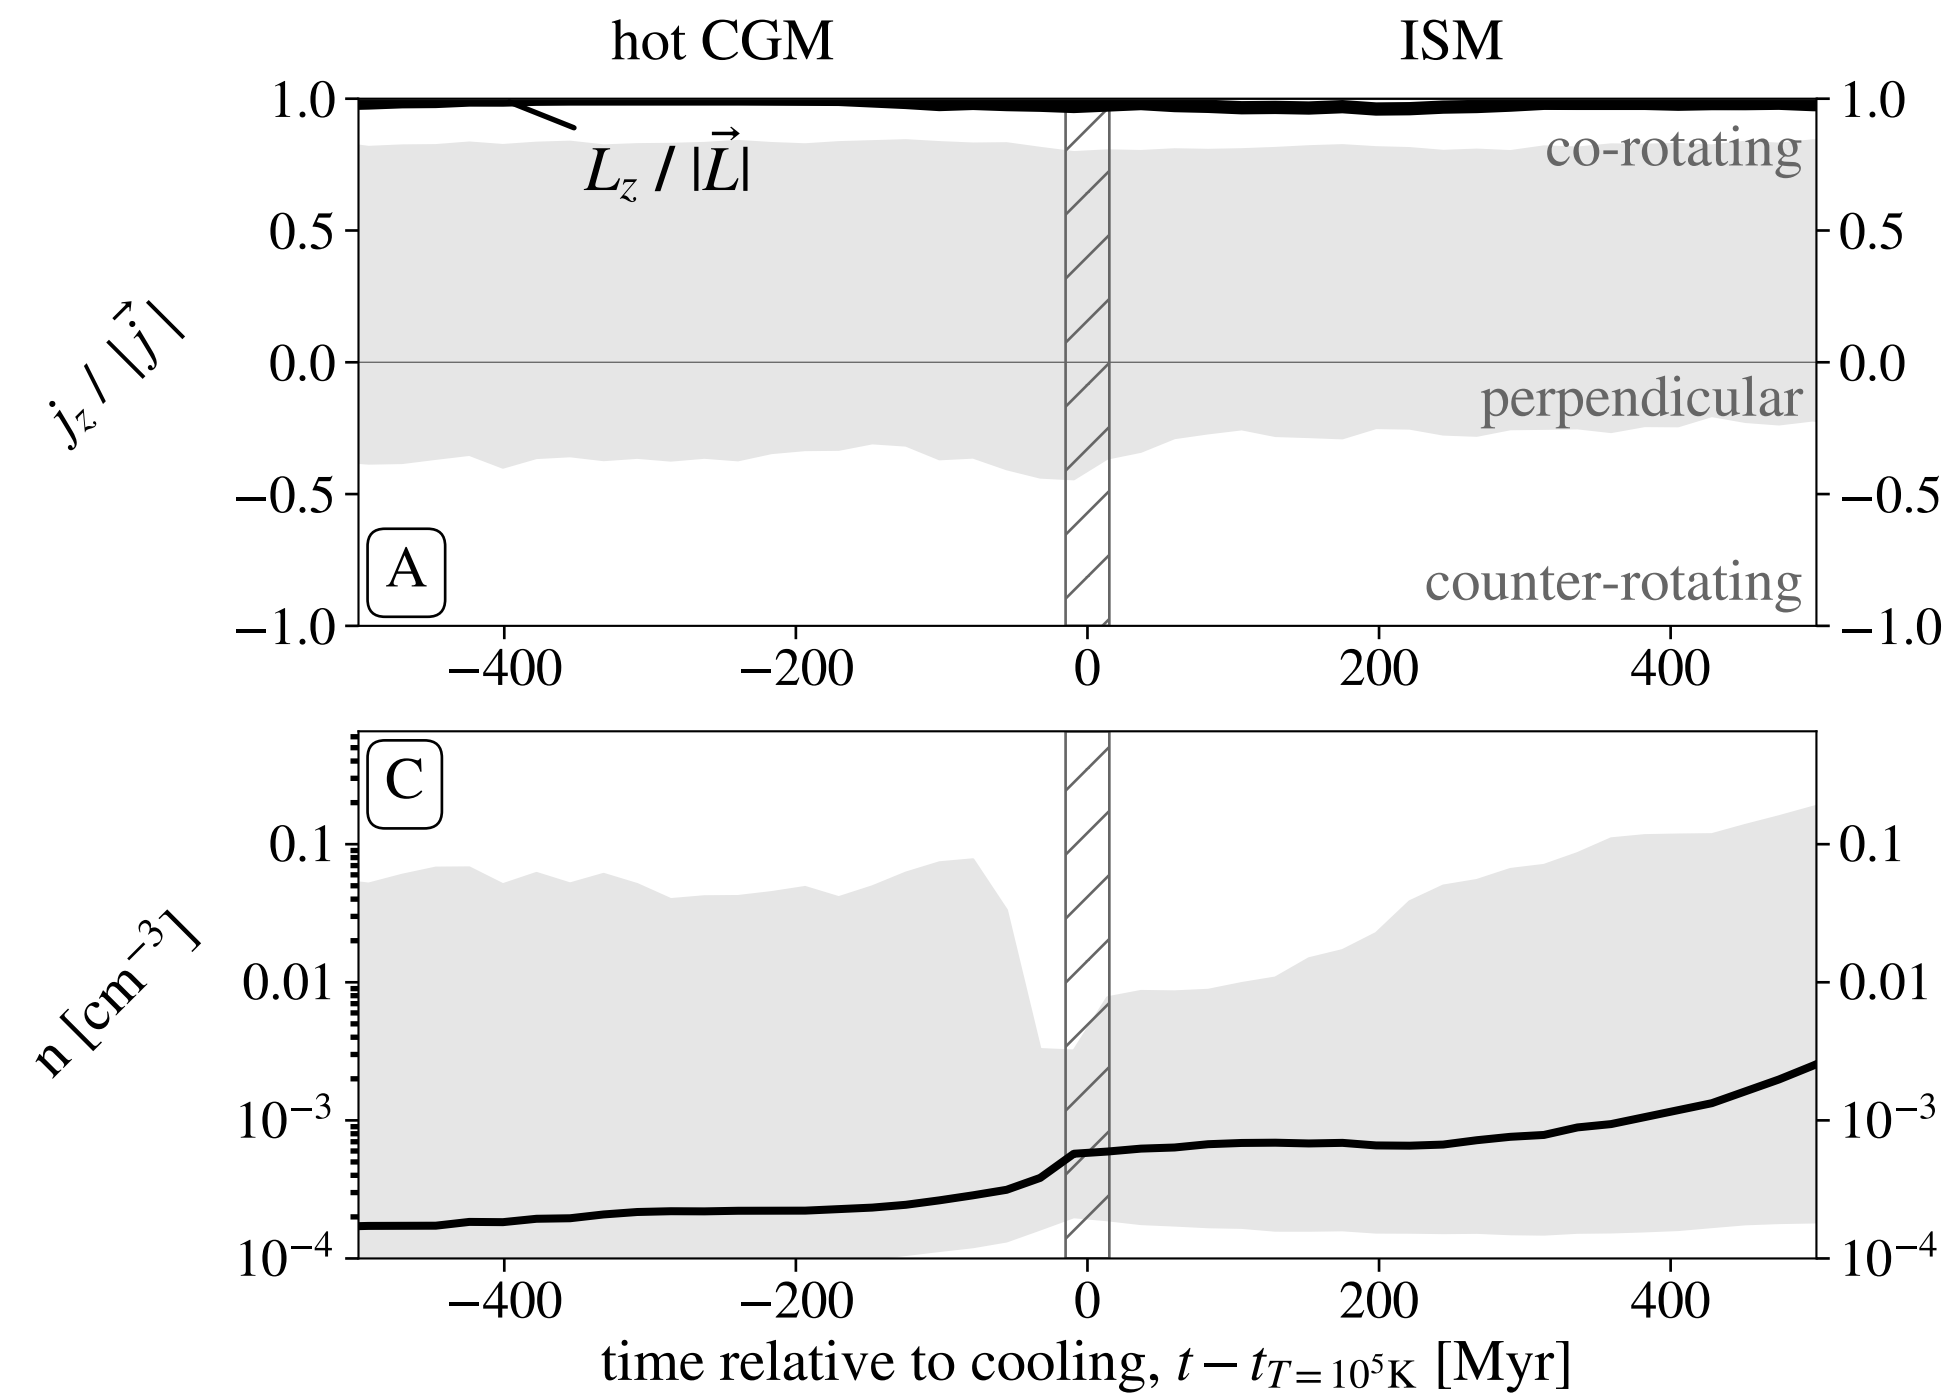 hot CGM ISM
1.0 1.0
L_z / |L⃗| co-rotating
0.5 0.5
j_z / |j⃗|
0.0 0.0
perpendicular
−0.5 −0.5
A counter-rotating
−1.0 −1.0
−400 −200 0 200 400
C
0.1 0.1
n [cm⁻³]
0.01 0.01
10⁻³ 10⁻³
10⁻⁴ 10⁻⁴
−400 −200 0 200 400
time relative to cooling, t − t_{T = 10⁵K} [Myr]